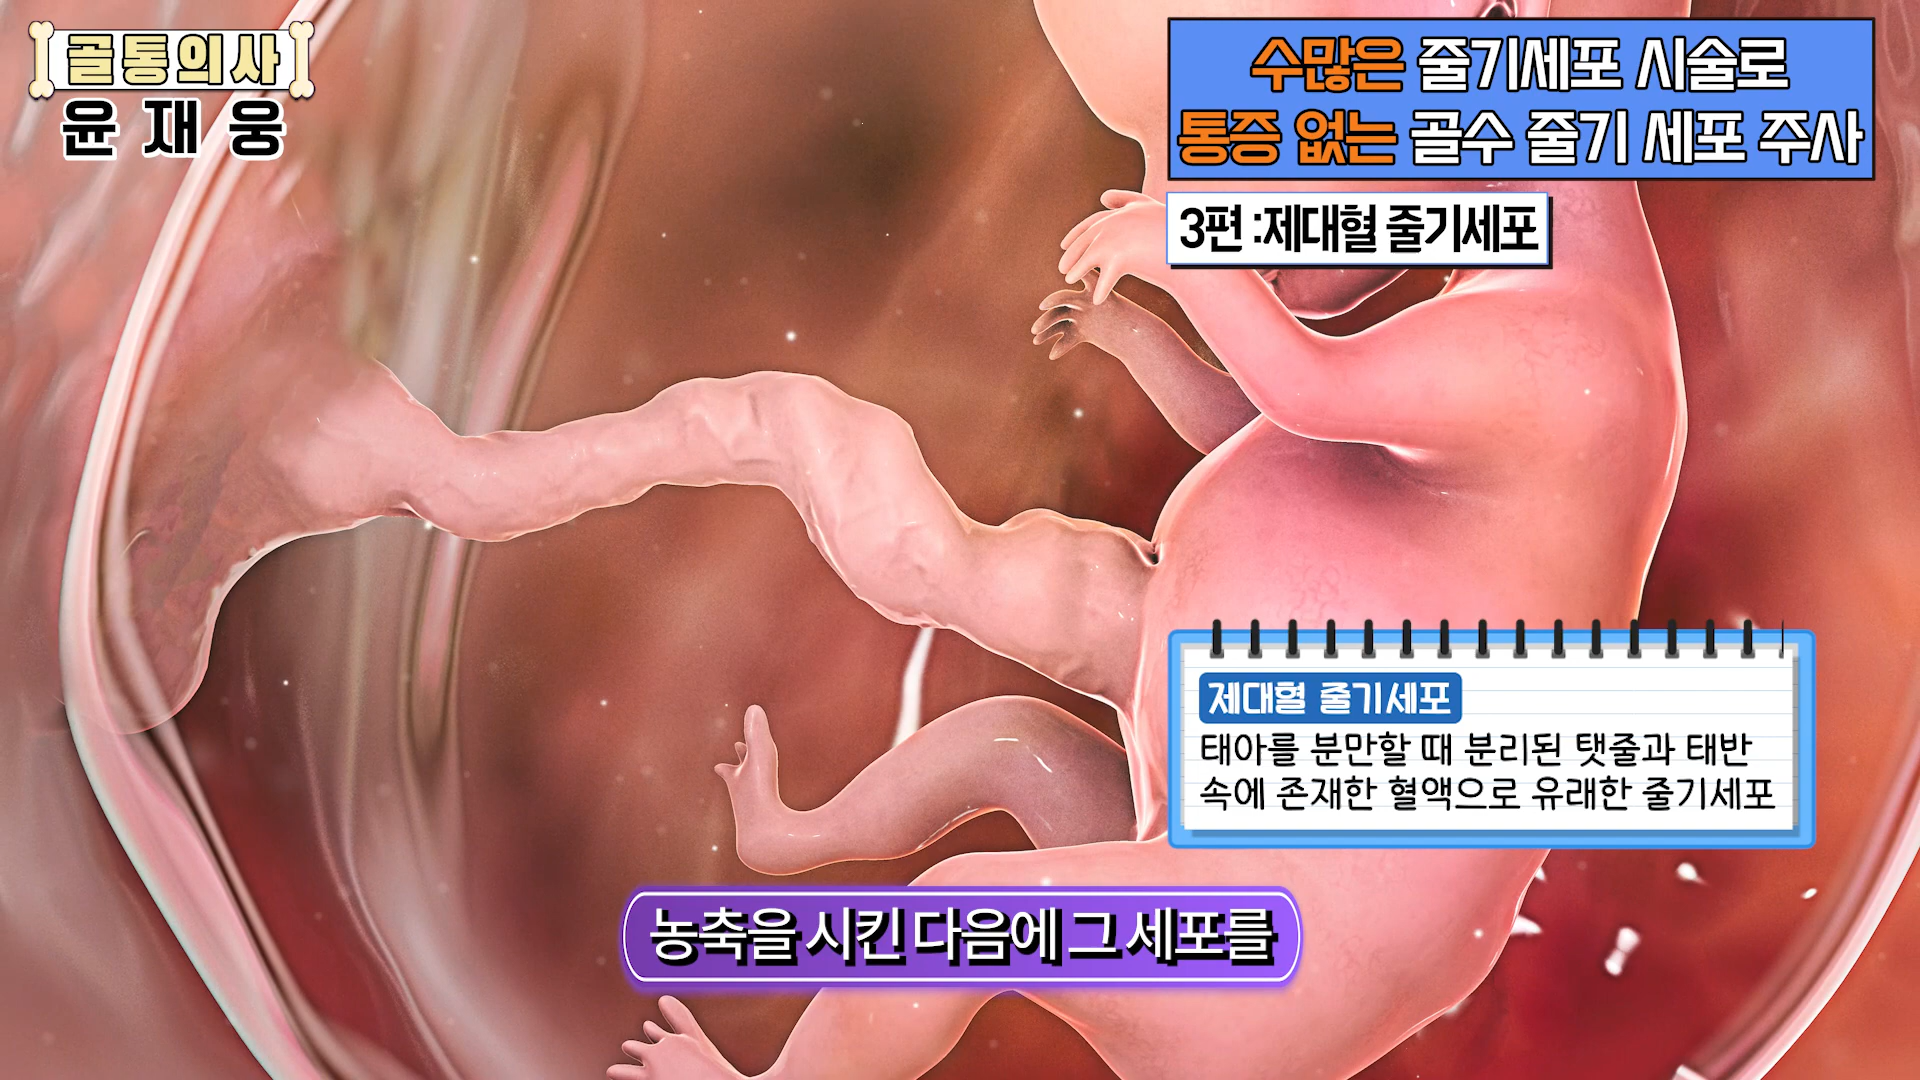 골통의사
윤재웅
수많은 줄기세포 시술로
통증 없는 골수 줄기 세포 주사
3편 :제대혈 줄기세포
제대혈 줄기세포
태아를 분만할 때 분리된 탯줄과 태반
속에 존재한 혈액으로 유래한 줄기세포
농축을 시킨 다음에 그 세포를